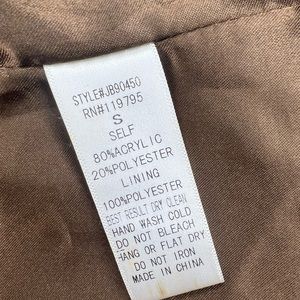 STYLE#JB90450
RN#119795
S
SELF
80%ACRYLIC
20%POLYESTER
LINING
100%POLYESTER
BEST RESULT DRY CLEAN
HAND WASH COLD
DO NOT BLEACH
HANG OR FLAT DRY
DO NOT IRON
MADE IN CHINA